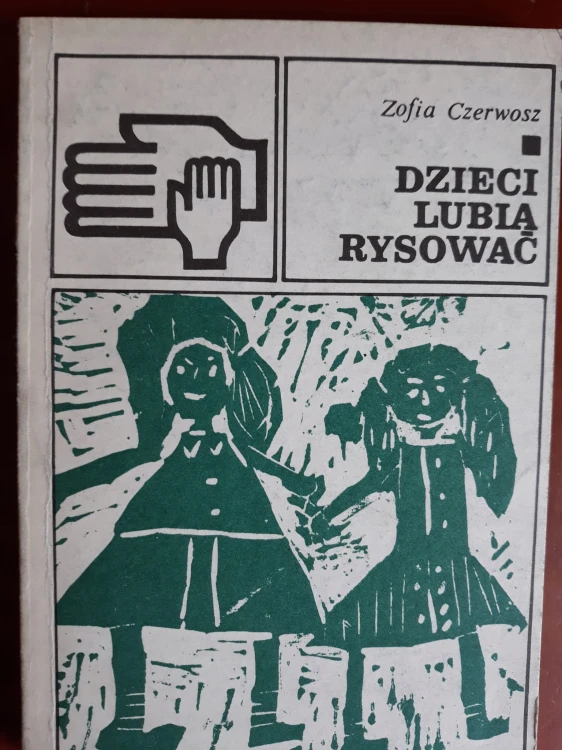 Zofia Czerwosz
DZIECI
LUBIĄ
RYSOWAĆ